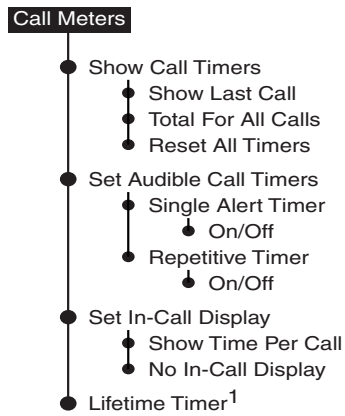 Call Meters
Show Call Timers
Show Last Call
Total For All Calls
Reset All Timers
Set Audible Call Timers
Single Alert Timer
On/Off
Repetitive Timer
On/Off
Set In-Call Display
Show Time Per Call
No In-Call Display
Lifetime Timer1